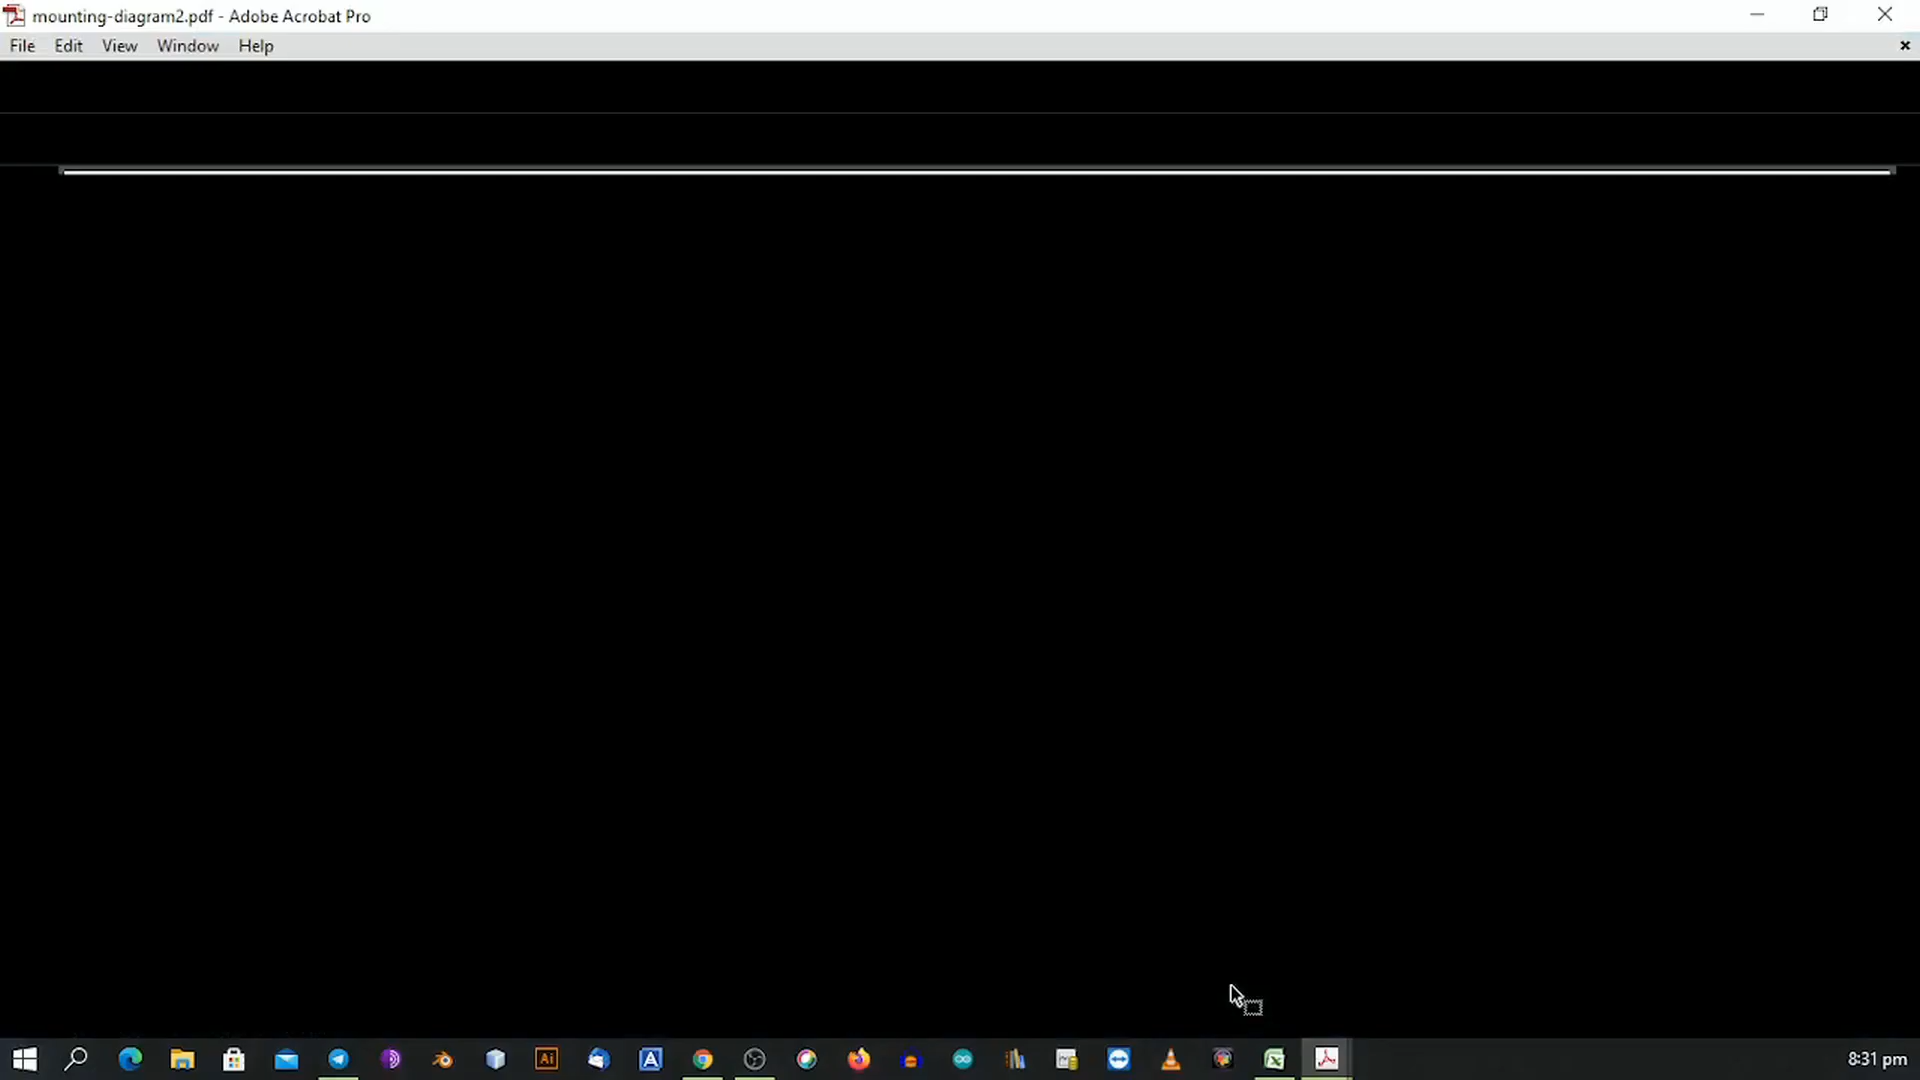 mounting-diagram2.pdf - Adobe Acrobat Pro
File Edit View Window Help
Ai A
8:31 pm